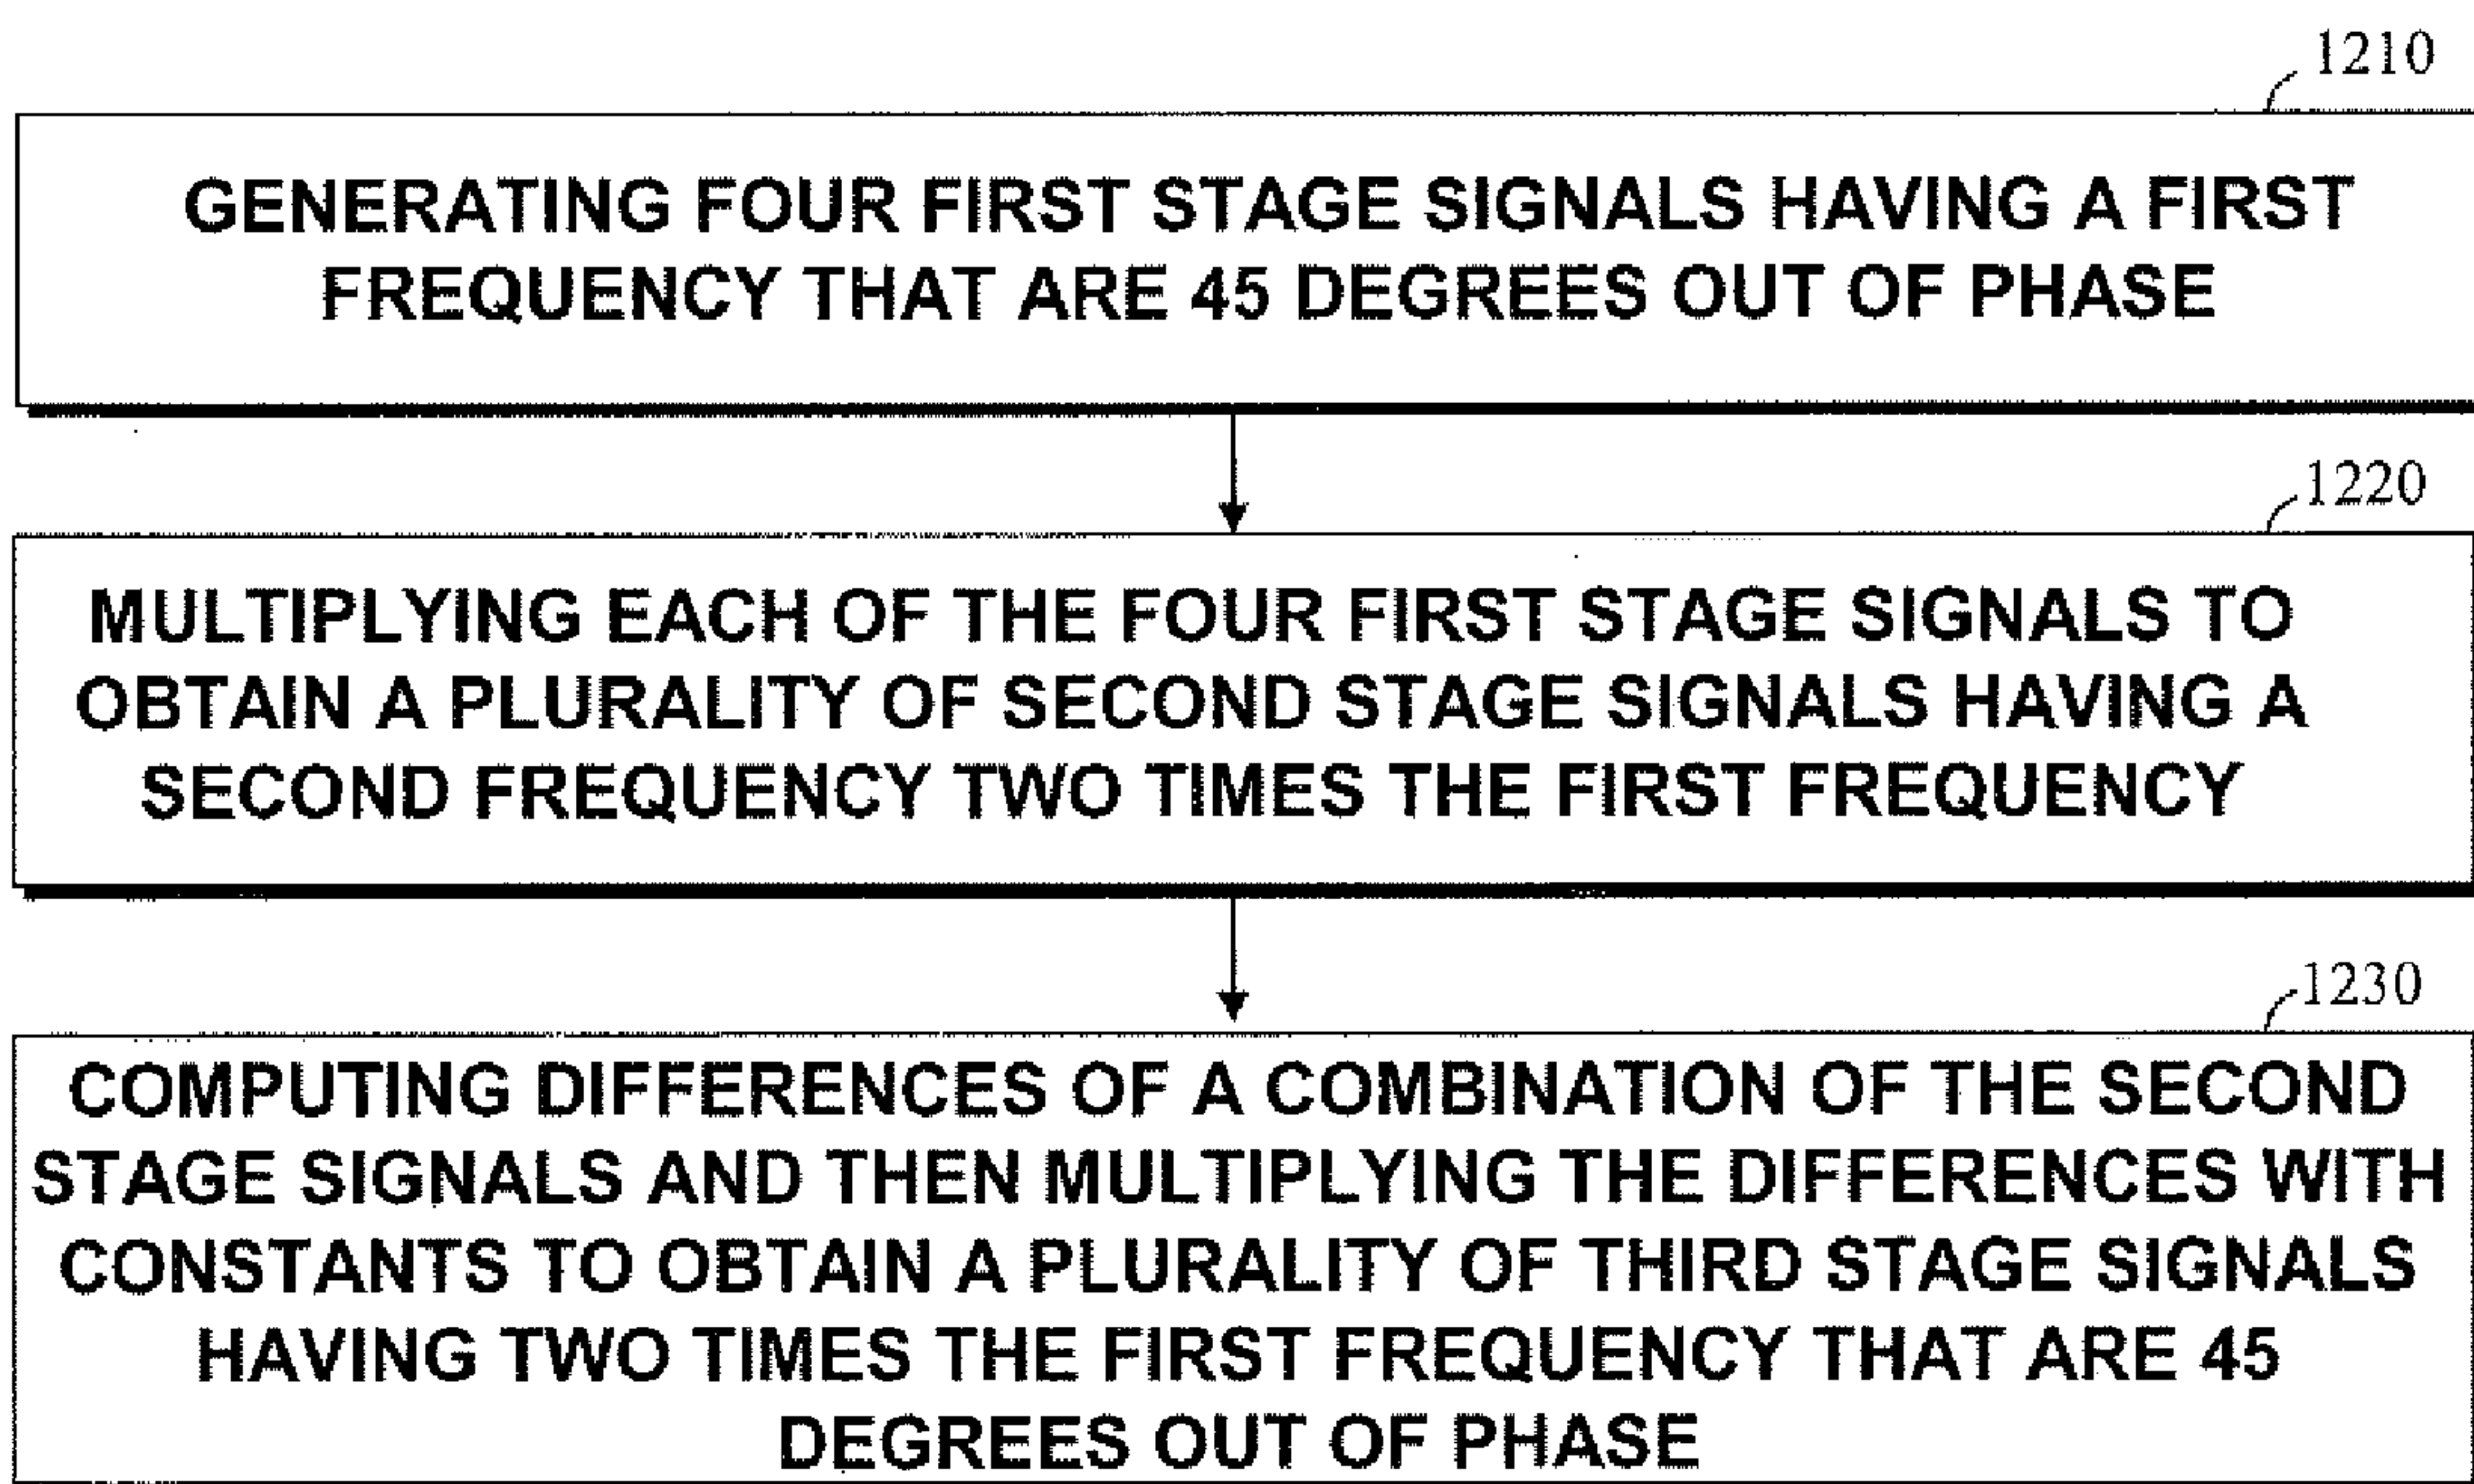 1210
GENERATING FOUR FIRST STAGE SIGNALS HAVING A FIRST
FREQUENCY THAT ARE 45 DEGREES OUT OF PHASE
1220
MULTIPLYING EACH OF THE FOUR FIRST STAGE SIGNALS TO
OBTAIN A PLURALITY OF SECOND STAGE SIGNALS HAVING A
SECOND FREQUENCY TWO TIMES THE FIRST FREQUENCY
1230
COMPUTING DIFFERENCES OF A COMBINATION OF THE SECOND
STAGE SIGNALS AND THEN MULTIPLYING THE DIFFERENCES WITH
CONSTANTS TO OBTAIN A PLURALITY OF THIRD STAGE SIGNALS
HAVING TWO TIMES THE FIRST FREQUENCY THAT ARE 45
DEGREES OUT OF PHASE